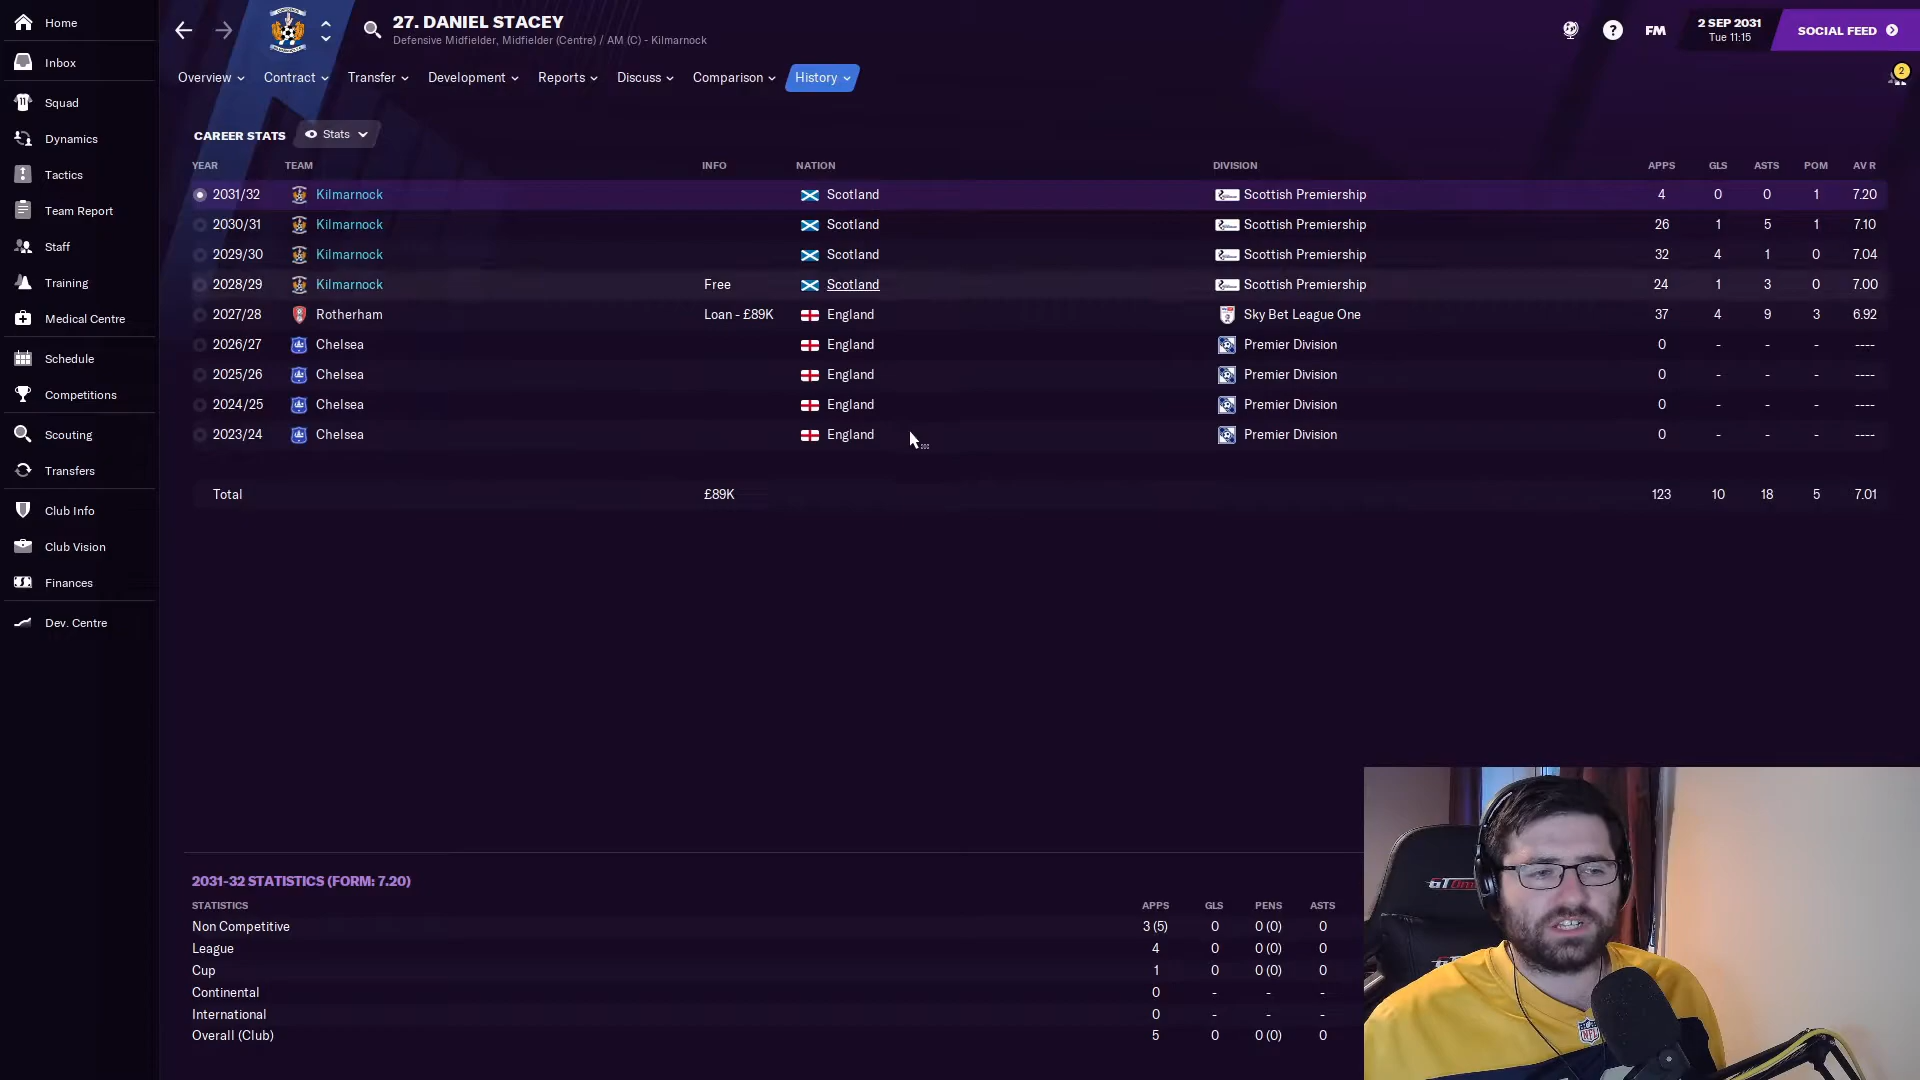 Home
Inbox
Squad
Dynamics
Tactics
Team Report
Staff
Training
Medical Centre
Schedule
Competitions
Scouting
Transfers
Club Info
Club Vision
Finances
Dev. Centre
27. DANIEL STACEY
Defensive Midfielder, Midfielder (Centre) / AM (C) - Kilmarnock
? FM 2 SEP 2031 SOCIAL FEED
Tue 11:15
2
Overview Contract Transfer Development Reports Discuss Comparison History
CAREER STATS Stats
YEAR TEAM INFO NATION DIVISION APPS GLS ASTS POM AV R
2031/32 Kilmarnock Scotland Scottish Premiership 4 0 0 1 7.20
2030/31 Kilmarnock Scotland Scottish Premiership 26 1 5 1 7.10
2029/30 Kilmarnock Scotland Scottish Premiership 32 4 1 0 7.04
2028/29 Kilmarnock Free Scotland Scottish Premiership 24 1 3 0 7.00
2027/28 Rotherham Loan - £89K England Sky Bet League One 37 4 9 3 6.92
2026/27 Chelsea England Premier Division 0 - - - ----
2025/26 Chelsea England Premier Division 0 - - - ----
2024/25 Chelsea England Premier Division 0 - - - ----
2023/24 Chelsea England Premier Division 0 - - - ----
Total £89K 123 10 18 5 7.01
2031-32 STATISTICS (FORM: 7.20)
STATISTICS APPS GLS PENS ASTS
Non Competitive 3 (5) 0 0 (0) 0
League 4 0 0 (0) 0
Cup 1 0 0 (0) 0
Continental 0 - - -
International 0 - - -
Overall (Club) 5 0 0 (0) 0
NFL